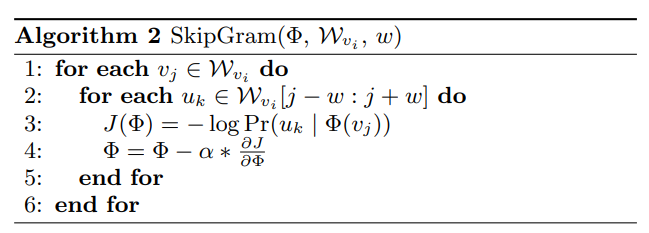 Algorithm 2 SkipGram(Φ, 𝒲_{v_i}, w)
1: for each v_j ∈ 𝒲_{v_i} do
2: for each u_k ∈ 𝒲_{v_i}[j − w : j + w] do
3: J(Φ) = − log Pr(u_k | Φ(v_j))
4: Φ = Φ − α ∗ ∂J/∂Φ
5: end for
6: end for